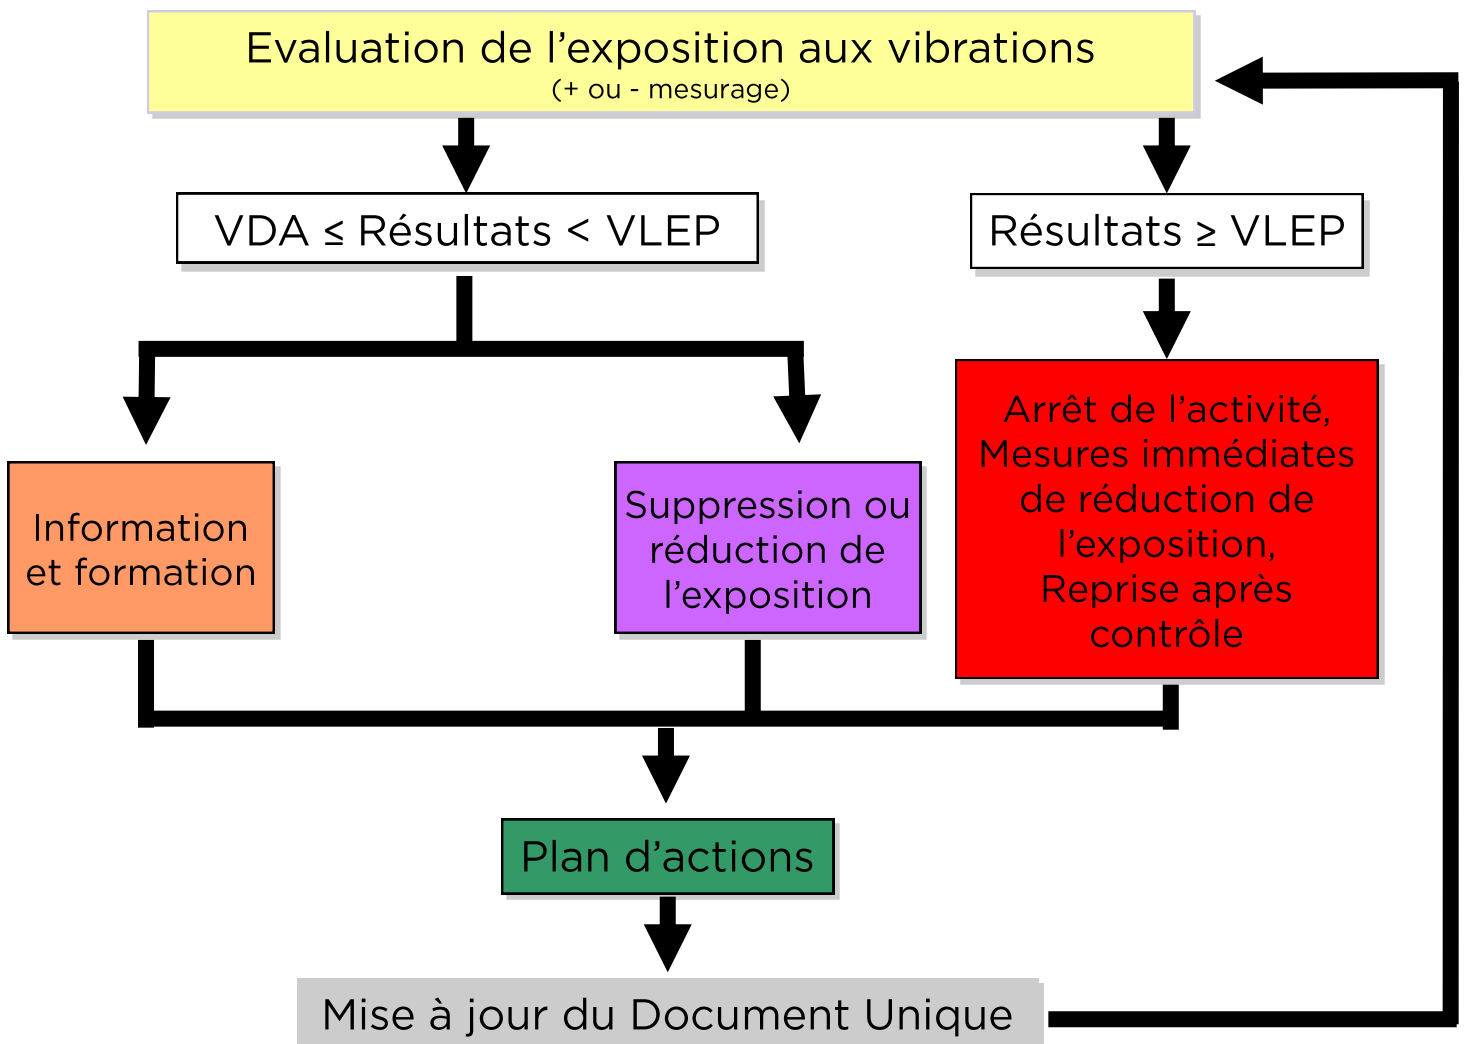 Evaluation de l’exposition aux vibrations
(+ ou - mesurage)
VDA ≤ Résultats < VLEP
Résultats ≥ VLEP
Information
et formation
Suppression ou
réduction de
l’exposition
Arrêt de l’activité,
Mesures immédiates
de réduction de
l’exposition,
Reprise après
contrôle
Plan d’actions
Mise à jour du Document Unique